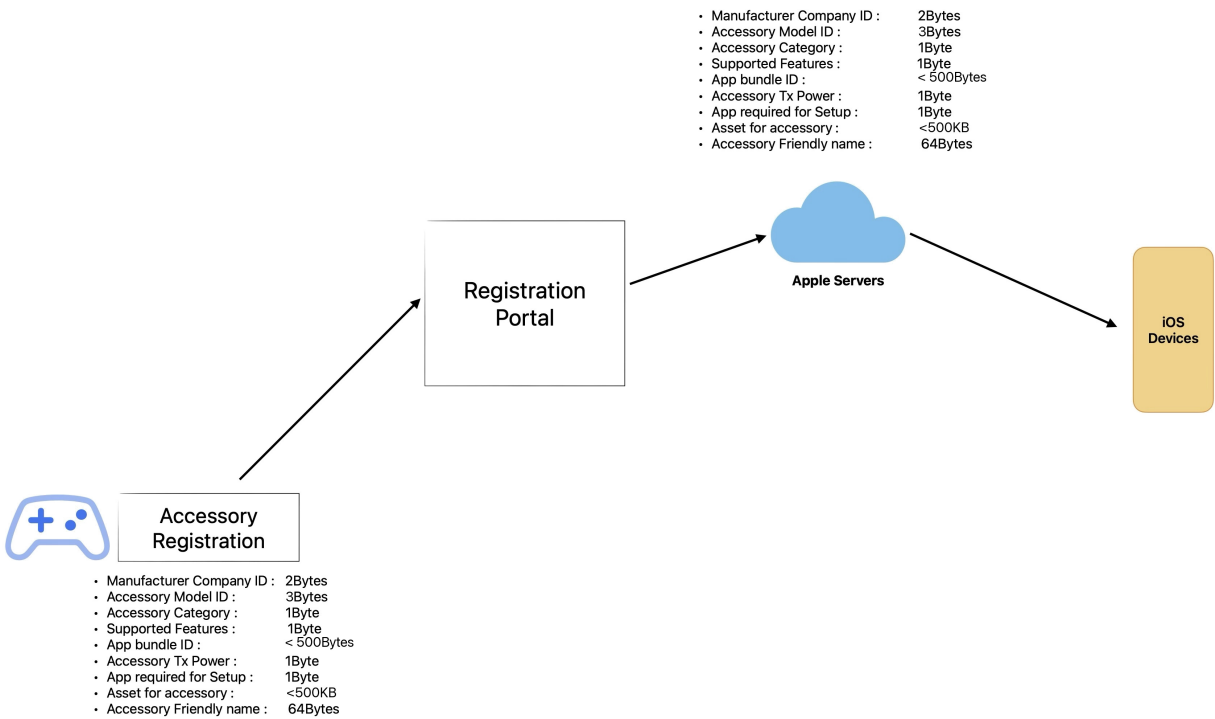 • Manufacturer Company ID : 2Bytes
• Accessory Model ID : 3Bytes
• Accessory Category : 1Byte
• Supported Features : 1Byte
• App bundle ID : < 500Bytes
• Accessory Tx Power : 1Byte
• App required for Setup : 1Byte
• Asset for accessory : <500KB
• Accessory Friendly name : 64Bytes
Registration
Portal
Apple Servers
iOS
Devices
Accessory
Registration
• Manufacturer Company ID : 2Bytes
• Accessory Model ID : 3Bytes
• Accessory Category : 1Byte
• Supported Features : 1Byte
• App bundle ID : < 500Bytes
• Accessory Tx Power : 1Byte
• App required for Setup : 1Byte
• Asset for accessory : <500KB
• Accessory Friendly name : 64Bytes